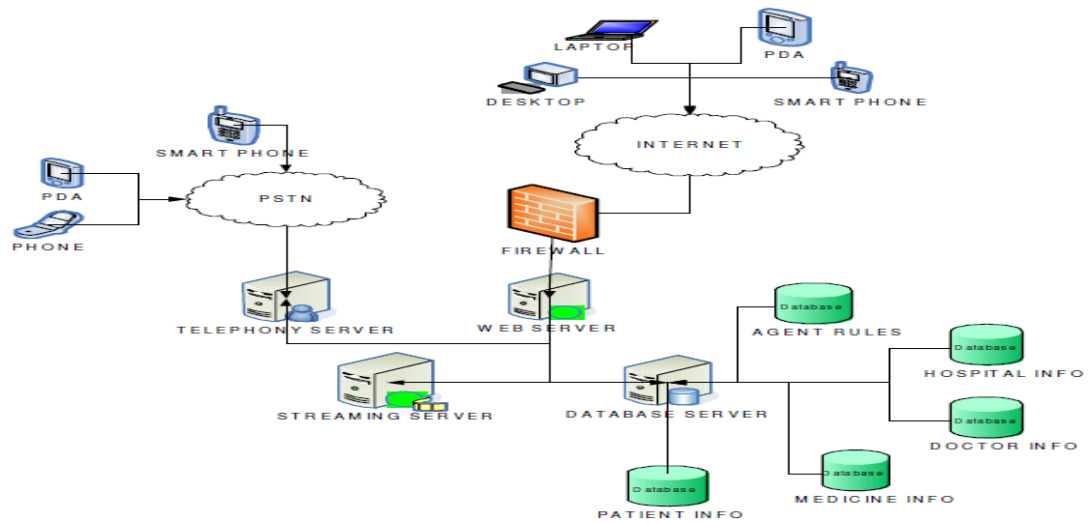 LAPTOP
PDA
DESKTOP
SMART PHONE
INTERNET
SMART PHONE
PDA
PSTN
PHONE
FIREWALL
TELEPHONY SERVER
WEB SERVER
Database
AGENT RULES
Database
HOSPITAL INFO
STREAMING SERVER
DATABASE SERVER
Database
DOCTOR INFO
Database
MEDICINE INFO
Database
PATIENT INFO